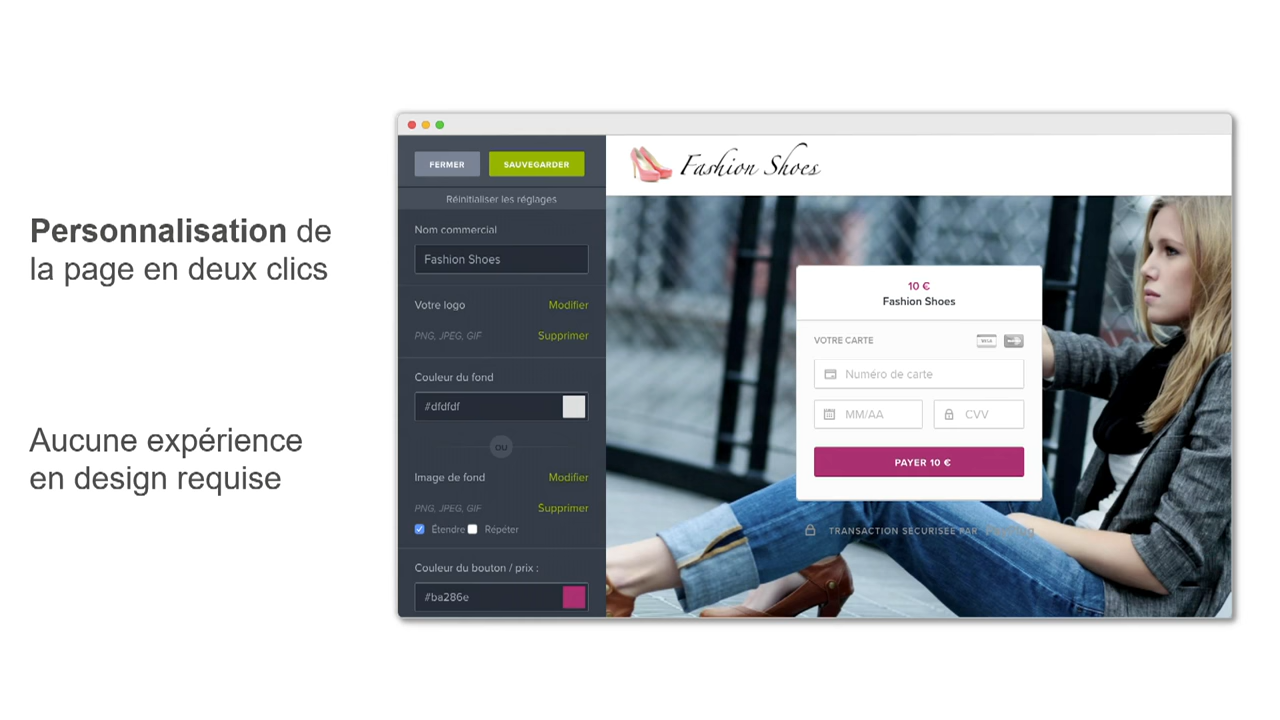 Personnalisation de
la page en deux clics
Aucune expérience
en design requise
FERMER
SAUVEGARDER
Réinitialiser les réglages
Nom commercial
Fashion Shoes
Votre logo
Modifier
PNG, JPEG, GIF
Supprimer
Couleur du fond
#dfdfdf
OU
Image de fond
Modifier
PNG, JPEG, GIF
Supprimer
Étendre
Répéter
Couleur du bouton / prix :
#ba286e
Fashion Shoes
10 €
Fashion Shoes
VOTRE CARTE
Numéro de carte
MM/AA
CVV
PAYER 10 €
TRANSACTION SÉCURISÉE PAR